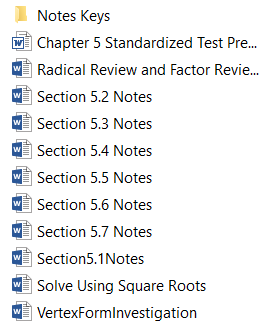 Notes Keys
Chapter 5 Standardized Test Pre...
Radical Review and Factor Revie...
Section 5.2 Notes
Section 5.3 Notes
Section 5.4 Notes
Section 5.5 Notes
Section 5.6 Notes
Section 5.7 Notes
Section5.1Notes
Solve Using Square Roots
VertexFormInvestigation